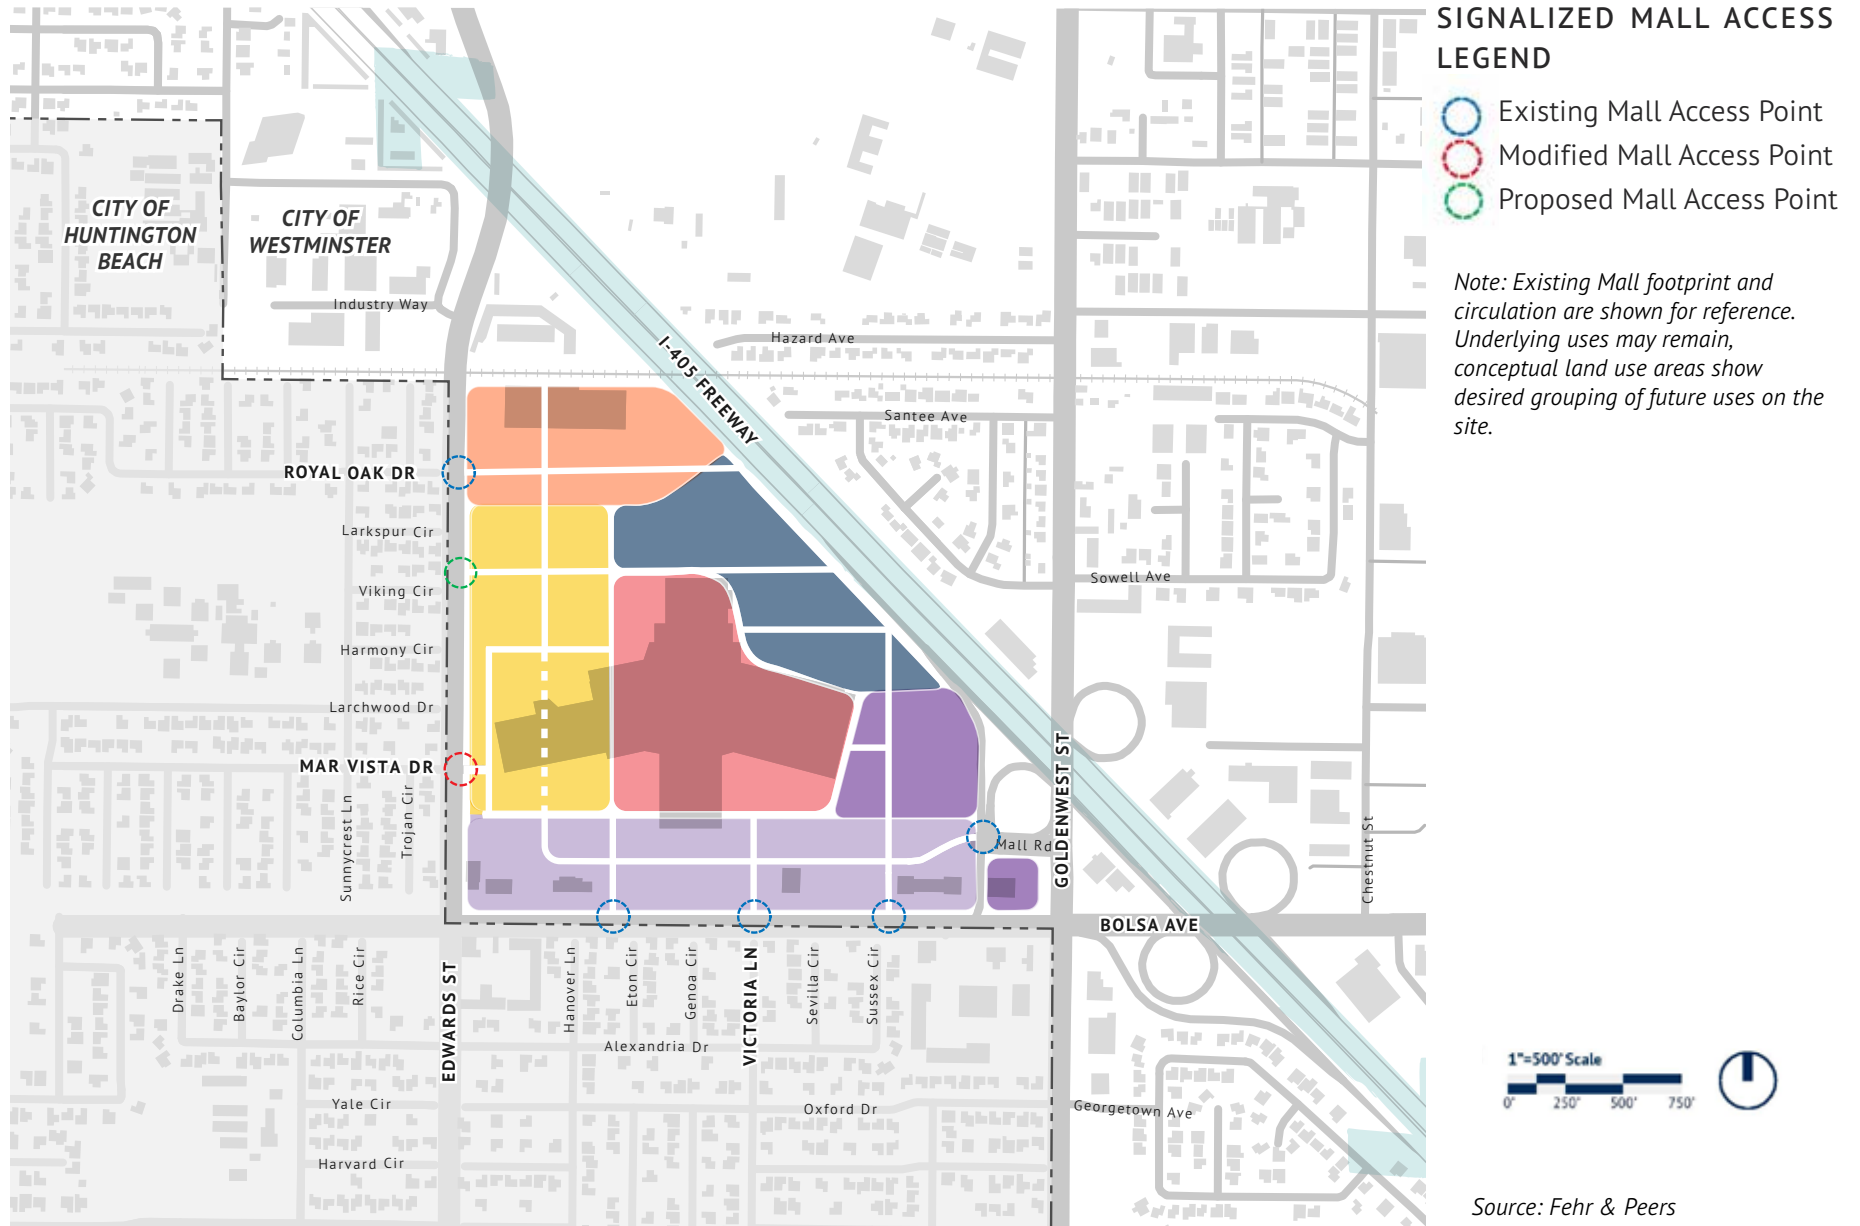 SIGNALIZED MALL ACCESS
LEGEND
Existing Mall Access Point
Modified Mall Access Point
Proposed Mall Access Point
Note: Existing Mall footprint and
circulation are shown for reference.
Underlying uses may remain,
conceptual land use areas show
desired grouping of future uses on the
site.
CITY OF
HUNTINGTON
BEACH
CITY OF
WESTMINSTER
Industry Way
Hazard Ave
I-405 FREEWAY
Santee Ave
ROYAL OAK DR
Larkspur Cir
Viking Cir
Sowell Ave
Harmony Cir
Larchwood Dr
MAR VISTA DR
Sunnycrest Ln
Trojan Cir
GOLDENWEST ST
Mall Rd
Chestnut St
BOLSA AVE
Drake Ln
Baylor Cir
Columbia Ln
Rice Cir
EDWARDS ST
Hanover Ln
Eton Cir
Genoa Cir
VICTORIA LN
Sevilla Cir
Sussex Cir
Alexandria Dr
Yale Cir
Oxford Dr
Georgetown Ave
Harvard Cir
1"=500' Scale
0' 250' 500' 750'
Source: Fehr & Peers